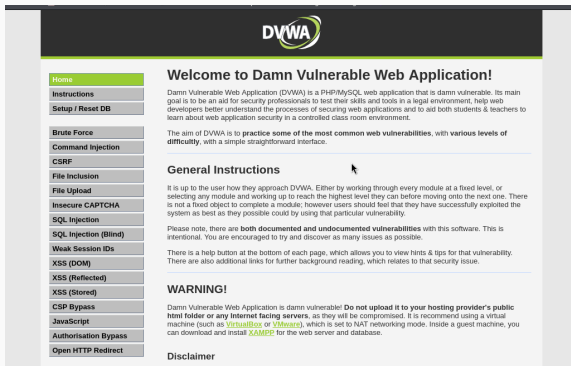 DVWA
Home
Instructions
Setup / Reset DB
Brute Force
Command Injection
CSRF
File Inclusion
File Upload
Insecure CAPTCHA
SQL Injection
SQL Injection (Blind)
Weak Session IDs
XSS (DOM)
XSS (Reflected)
XSS (Stored)
CSP Bypass
JavaScript
Authorisation Bypass
Open HTTP Redirect
Welcome to Damn Vulnerable Web Application!
Damn Vulnerable Web Application (DVWA) is a PHP/MySQL web application that is damn vulnerable. Its main
goal is to be an aid for security professionals to test their skills and tools in a legal environment, help web
developers better understand the processes of securing web applications and to aid both students & teachers to
learn about web application security in a controlled class room environment.
The aim of DVWA is to practice some of the most common web vulnerabilities, with various levels of
difficultly, with a simple straightforward interface.
General Instructions
It is up to the user how they approach DVWA. Either by working through every module at a fixed level, or
selecting any module and working up to reach the highest level they can before moving onto the next one. There
is not a fixed object to complete a module; however users should feel that they have successfully exploited the
system as best as they possible could by using that particular vulnerability.
Please note, there are both documented and undocumented vulnerabilities with this software. This is
intentional. You are encouraged to try and discover as many issues as possible.
There is a help button at the bottom of each page, which allows you to view hints & tips for that vulnerability.
There are also additional links for further background reading, which relates to that security issue.
WARNING!
Damn Vulnerable Web Application is damn vulnerable! Do not upload it to your hosting provider's public
html folder or any Internet facing servers, as they will be compromised. It is recommend using a virtual
machine (such as VirtualBox or VMware), which is set to NAT networking mode. Inside a guest machine, you
can download and install XAMPP for the web server and database.
Disclaimer